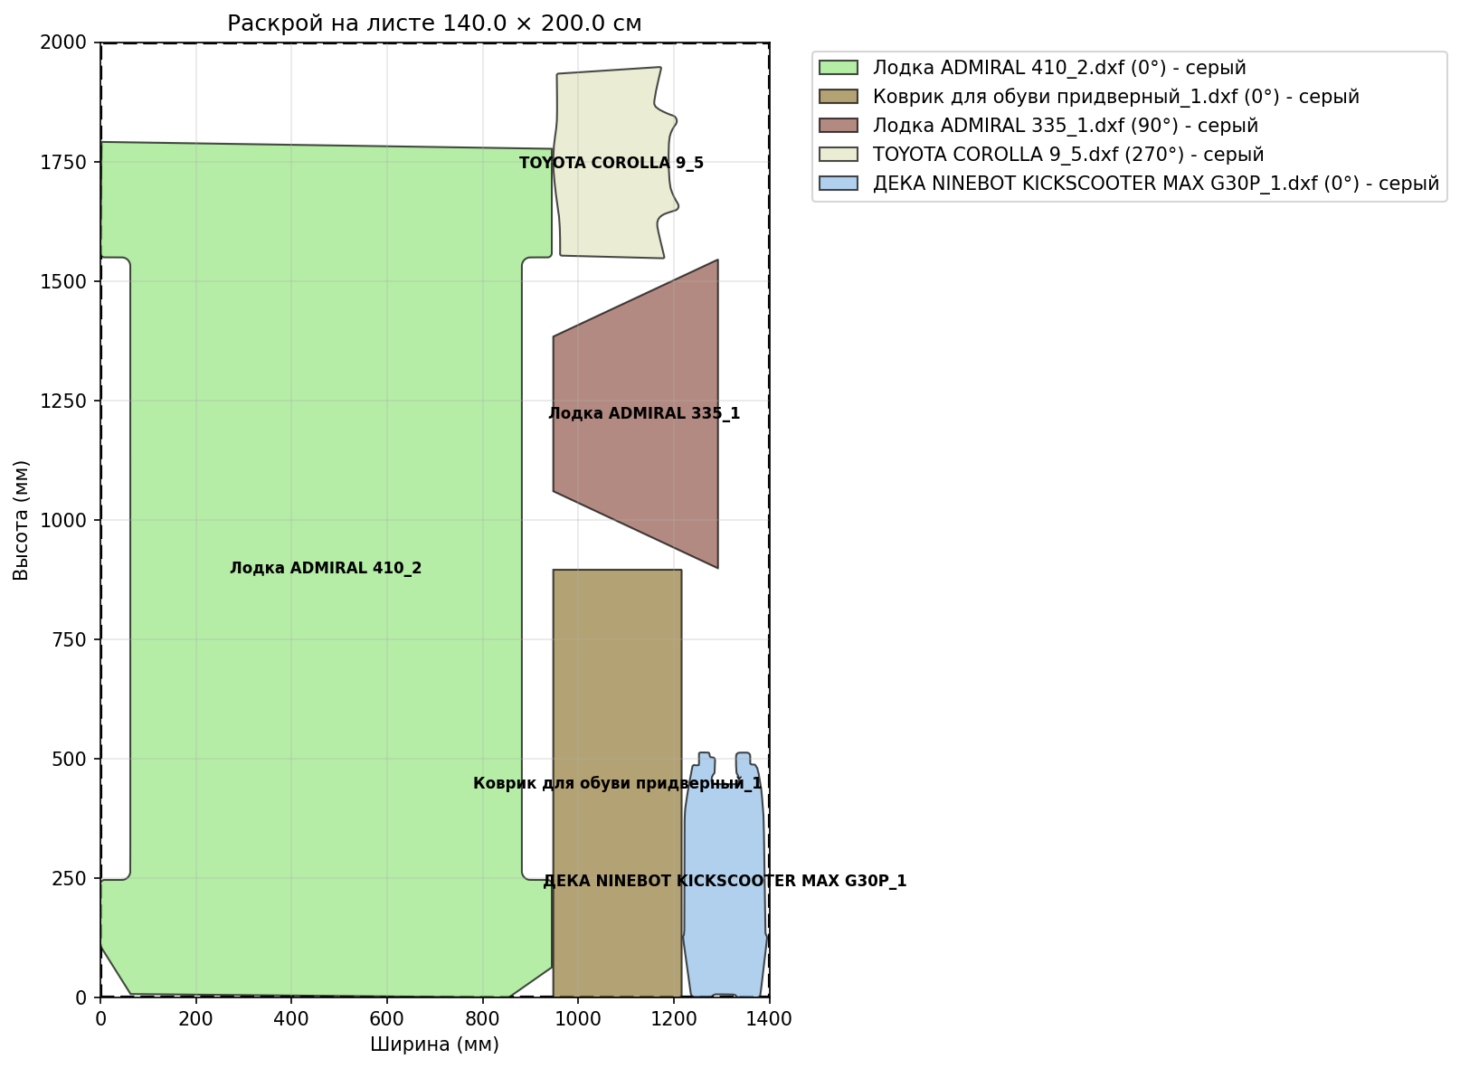 Раскрой на листе 140.0 × 200.0 см
Лодка ADMIRAL 410_2.dxf (0°) - серый
Коврик для обуви придверный_1.dxf (0°) - серый
Лодка ADMIRAL 335_1.dxf (90°) - серый
TOYOTA COROLLA 9_5.dxf (270°) - серый
ДЕКА NINEBOT KICKSCOOTER MAX G30P_1.dxf (0°) - серый
Высота (мм)
2000
1750
1500
1250
1000
750
500
250
0
TOYOTA COROLLA 9_5
Лодка ADMIRAL 335_1
Лодка ADMIRAL 410_2
Коврик для обуви придверный_1
ДЕКА NINEBOT KICKSCOOTER MAX G30P_1
0 200 400 600 800 1000 1200 1400
Ширина (мм)